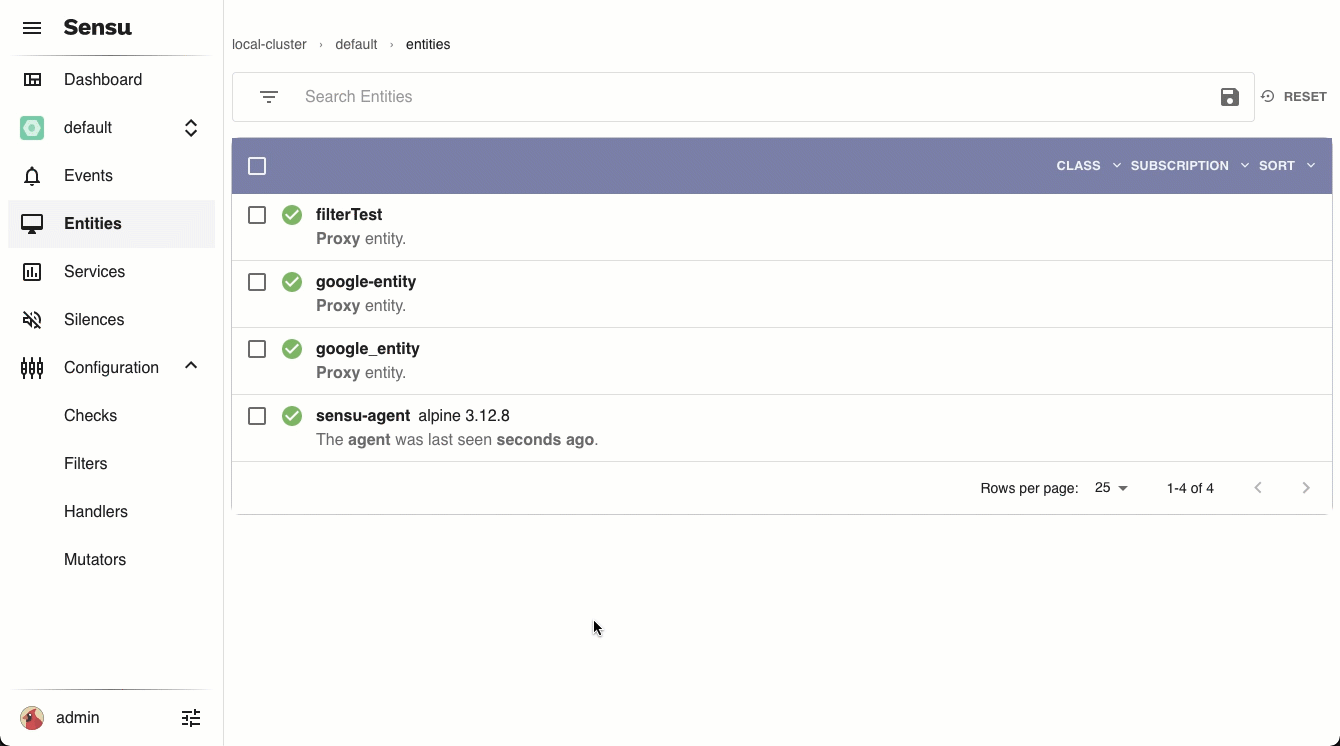 Sensu
Dashboard
default
Events
Entities
Services
Silences
Configuration
Checks
Filters
Handlers
Mutators
admin
local-cluster › default › entities
Search Entities
RESET
CLASS SUBSCRIPTION SORT
filterTest
Proxy entity.
google-entity
Proxy entity.
google_entity
Proxy entity.
sensu-agent alpine 3.12.8
The agent was last seen seconds ago.
Rows per page: 25 1-4 of 4